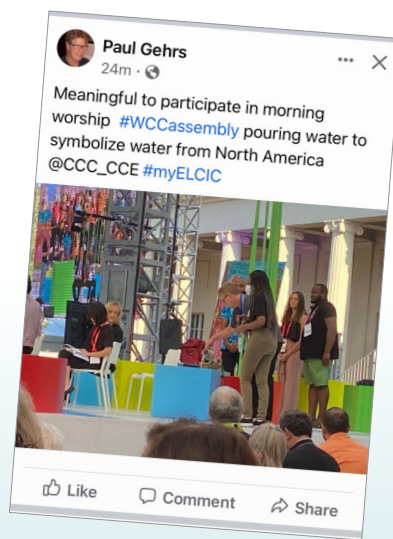 Paul Gehrs
24m ·
Meaningful to participate in morning
worship #WCCassembly pouring water to
symbolize water from North America
@CCC_CCE #myELCIC
Like
Comment
Share